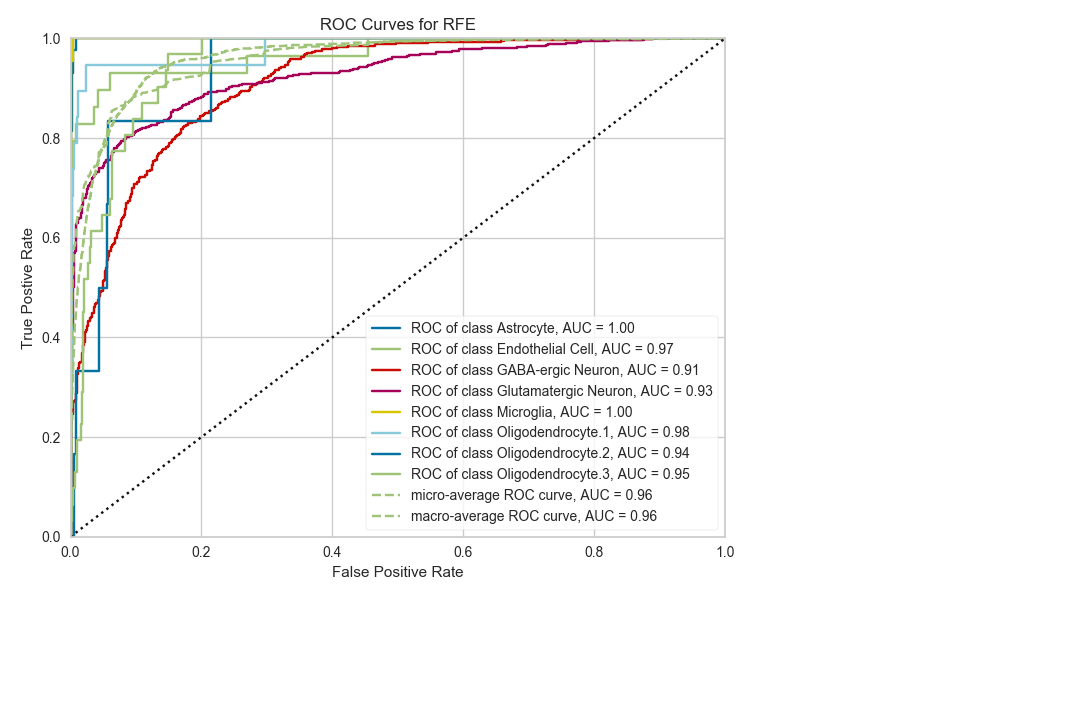 ROC Curves for RFE
1.0
0.8
0.6
0.4
0.2
0.0
True Postive Rate
ROC of class Astrocyte, AUC = 1.00
ROC of class Endothelial Cell, AUC = 0.97
ROC of class GABA-ergic Neuron, AUC = 0.91
ROC of class Glutamatergic Neuron, AUC = 0.93
ROC of class Microglia, AUC = 1.00
ROC of class Oligodendrocyte.1, AUC = 0.98
ROC of class Oligodendrocyte.2, AUC = 0.94
ROC of class Oligodendrocyte.3, AUC = 0.95
micro-average ROC curve, AUC = 0.96
macro-average ROC curve, AUC = 0.96
0.0 0.2 0.4 0.6 0.8 1.0
False Positive Rate